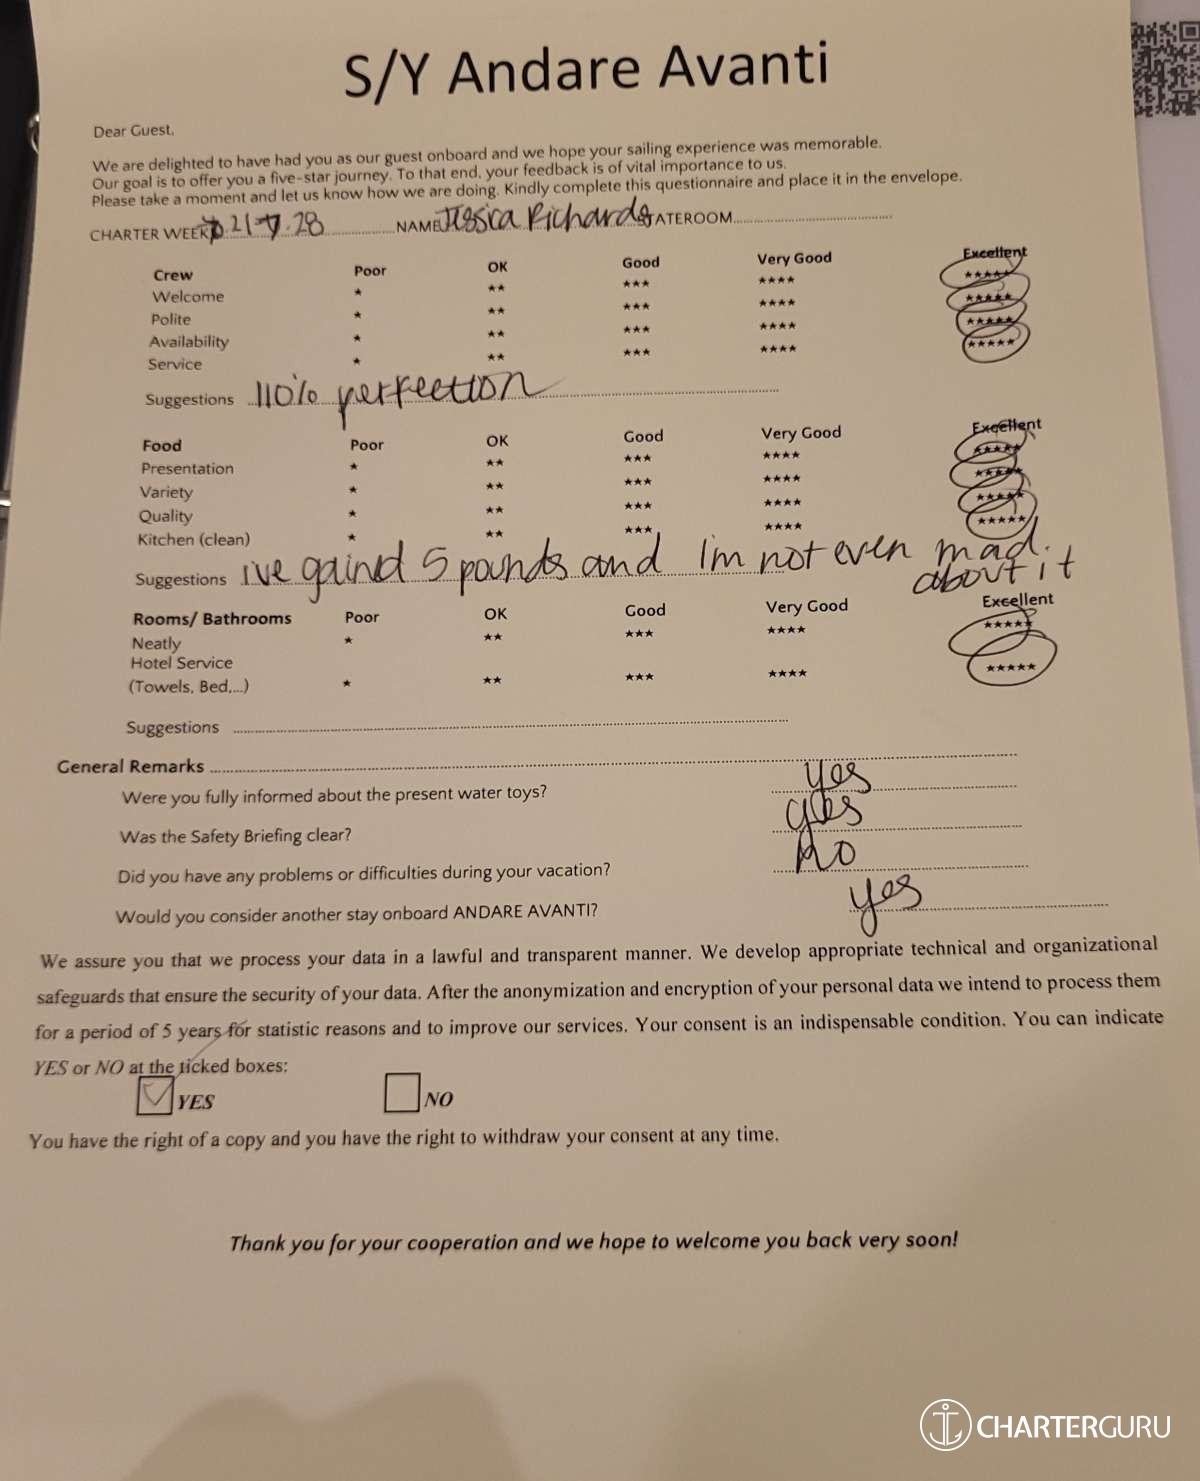 S/Y Andare Avanti
Dear Guest,
We are delighted to have had you as our guest onboard and we hope your sailing experience was memorable.
Our goal is to offer you a five-star journey. To that end, your feedback is of vital importance to us.
Please take a moment and let us know how we are doing. Kindly complete this questionnaire and place it in the envelope.
CHARTER WEEK 21-7.28 NAME Jessica Richards STATEROOM
Crew Poor OK Good Very Good Excellent
Welcome * ** *** **** *****
Polite * ** *** **** *****
Availability * ** *** **** *****
Service * ** *** **** *****
Suggestions 110% perfection
Food Poor OK Good Very Good Excellent
Presentation * ** *** **** *****
Variety * ** *** **** *****
Quality * ** *** **** *****
Kitchen (clean) * ** *** **** *****
Suggestions I've gained 5 pounds and I'm not even mad.
about it
Rooms/ Bathrooms Poor OK Good Very Good Excellent
Neatly * ** *** **** *****
Hotel Service
(Towels, Bed,...) * ** *** **** *****
Suggestions
General Remarks
Were you fully informed about the present water toys? yes
Was the Safety Briefing clear? yes
Did you have any problems or difficulties during your vacation? no
Would you consider another stay onboard ANDARE AVANTI? yes
We assure you that we process your data in a lawful and transparent manner. We develop appropriate technical and organizational
safeguards that ensure the security of your data. After the anonymization and encryption of your personal data we intend to process them
for a period of 5 years for statistic reasons and to improve our services. Your consent is an indispensable condition. You can indicate
YES or NO at the ticked boxes:
YES NO
You have the right of a copy and you have the right to withdraw your consent at any time.
Thank you for your cooperation and we hope to welcome you back very soon!
CHARTERGURU